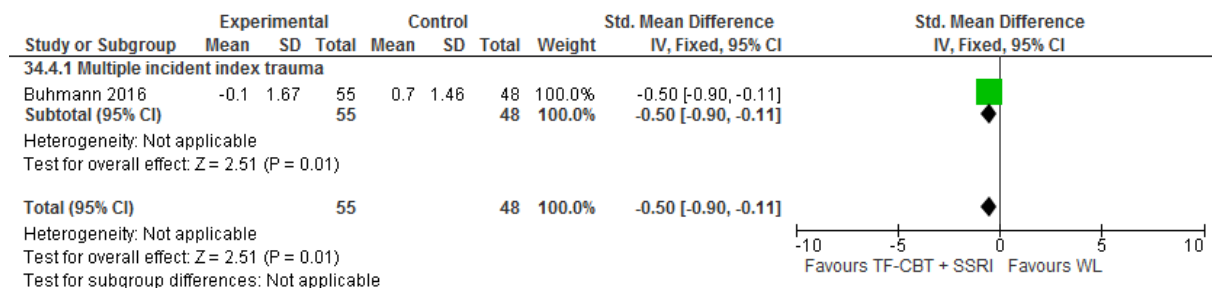 Experimental Control Std. Mean Difference Std. Mean Difference
Study or Subgroup Mean SD Total Mean SD Total Weight IV, Fixed, 95% CI IV, Fixed, 95% CI
34.4.1 Multiple incident index trauma
Buhmann 2016 -0.1 1.67 55 0.7 1.46 48 100.0% -0.50 [-0.90, -0.11]
Subtotal (95% CI) 55 48 100.0% -0.50 [-0.90, -0.11]
Heterogeneity: Not applicable
Test for overall effect: Z = 2.51 (P = 0.01)
Total (95% CI) 55 48 100.0% -0.50 [-0.90, -0.11]
Heterogeneity: Not applicable
Test for overall effect: Z = 2.51 (P = 0.01)
Test for subgroup differences: Not applicable
-10 -5 0 5 10
Favours TF-CBT + SSRI Favours WL